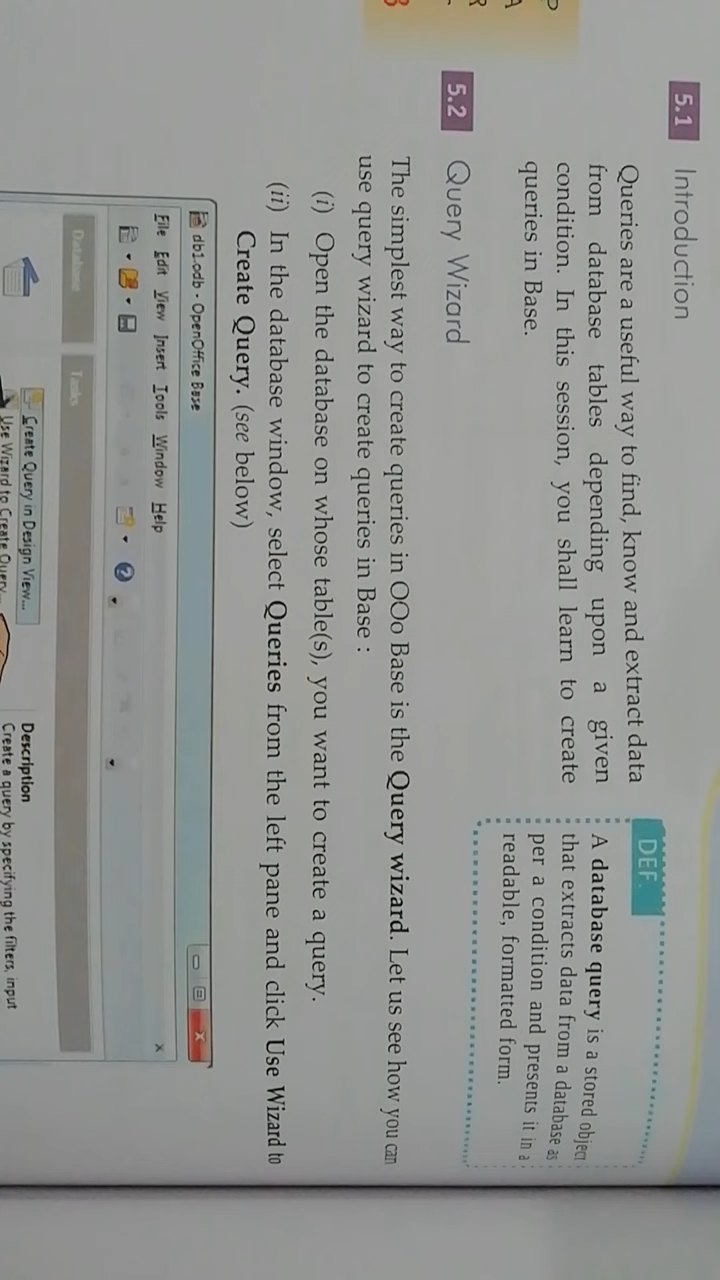 5.1 Introduction
Queries are a useful way to find, know and extract data
from database tables depending upon a given
condition. In this session, you shall learn to create
queries in Base.
DEF.
A database query is a stored object
that extracts data from a database as
per a condition and presents it in a
readable, formatted form.
5.2 Query Wizard
The simplest way to create queries in OOo Base is the Query wizard. Let us see how you can
use query wizard to create queries in Base :
(i) Open the database on whose table(s), you want to create a query.
(ii) In the database window, select Queries from the left pane and click Use Wizard to
Create Query. (see below)
db1.odb - OpenOffice Base
File Edit View Insert Tools Window Help
Database Tasks
Create Query in Design View...
Use Wizard to Create Query...
Description
Create a query by specifying the filters, input